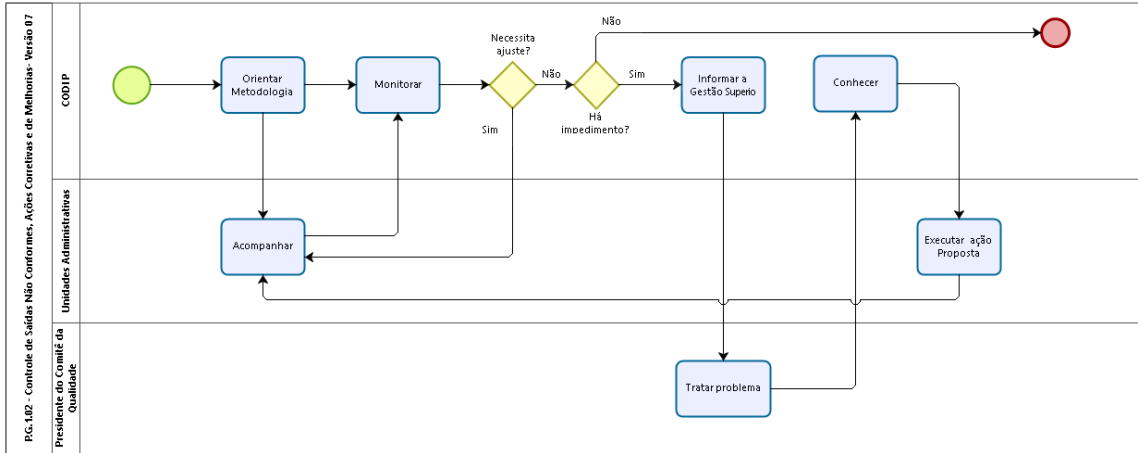 P.G.1.02 - Controle de Saídas Não Conformes, Ações Corretivas e de Melhorias- Versão 07
CODIP
Orientar
Metodologia
Monitorar
Necessita
ajuste?
Não
Sim
Não
Sim
Há
impedimento?
Informar a
Gestão Superio
Conhecer
Unidades Administrativas
Acompanhar
Executar ação
Proposta
Presidente do Comitê da
Qualidade
Tratar problema